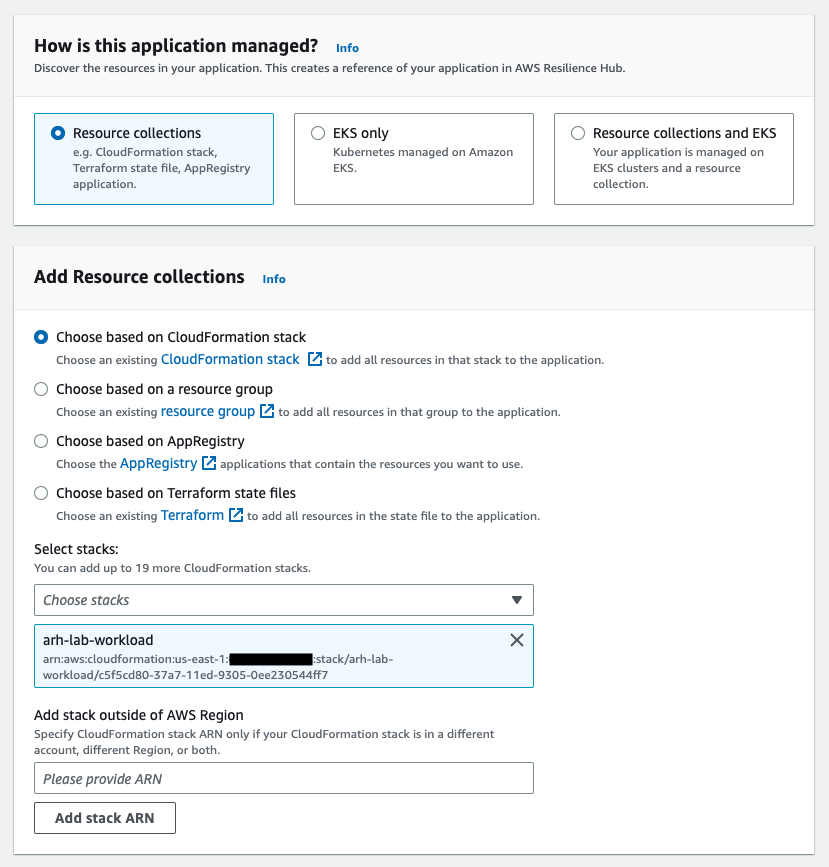 How is this application managed? Info
Discover the resources in your application. This creates a reference of your application in AWS Resilience Hub.
Resource collections
e.g. CloudFormation stack,
Terraform state file, AppRegistry
application.
EKS only
Kubernetes managed on Amazon
EKS.
Resource collections and EKS
Your application is managed on
EKS clusters and a resource
collection.
Add Resource collections Info
Choose based on CloudFormation stack
Choose an existing CloudFormation stack to add all resources in that stack to the application.
Choose based on a resource group
Choose an existing resource group to add all resources in that group to the application.
Choose based on AppRegistry
Choose the AppRegistry applications that contain the resources you want to use.
Choose based on Terraform state files
Choose an existing Terraform to add all resources in the state file to the application.
Select stacks:
You can add up to 19 more CloudFormation stacks.
Choose stacks
arh-lab-workload
arn:aws:cloudformation:us-east-1: :stack/arh-lab-
workload/c5f5cd80-37a7-11ed-9305-0ee230544ff7
Add stack outside of AWS Region
Specify CloudFormation stack ARN only if your CloudFormation stack is in a different
account, different Region, or both.
Please provide ARN
Add stack ARN